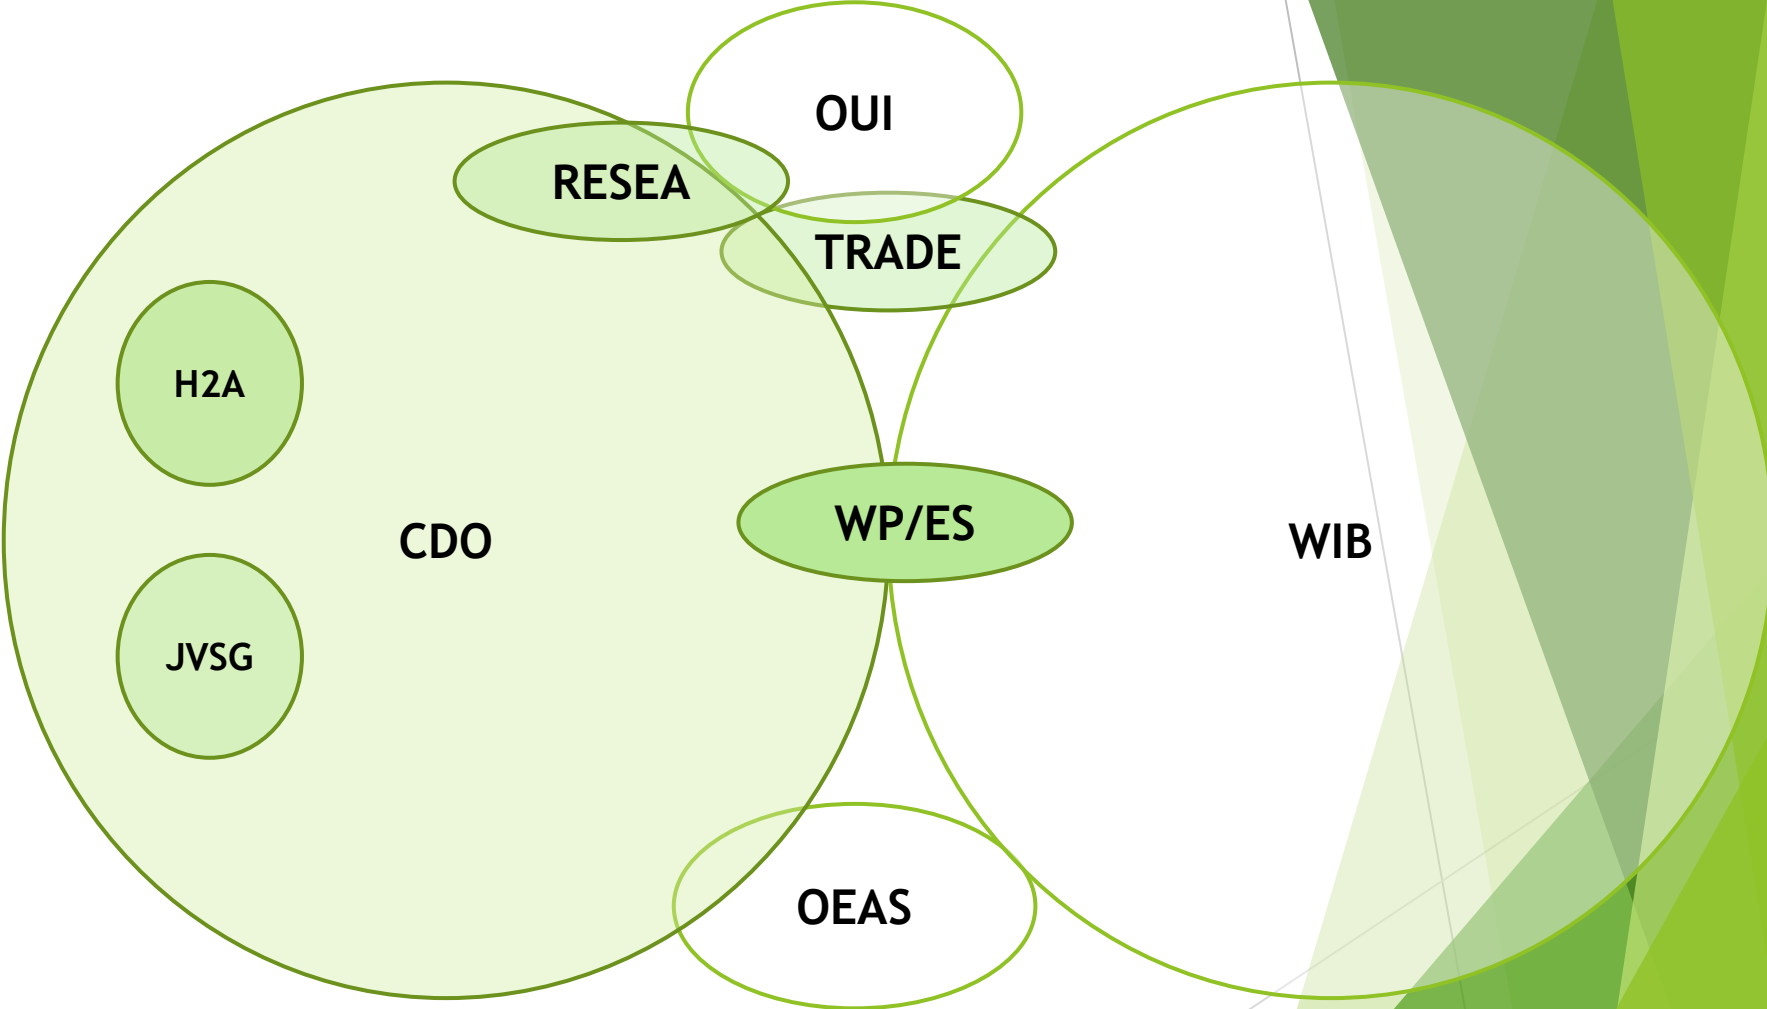 OUI
RESEA
TRADE
H2A
WP/ES
CDO
WIB
JVSG
OEAS